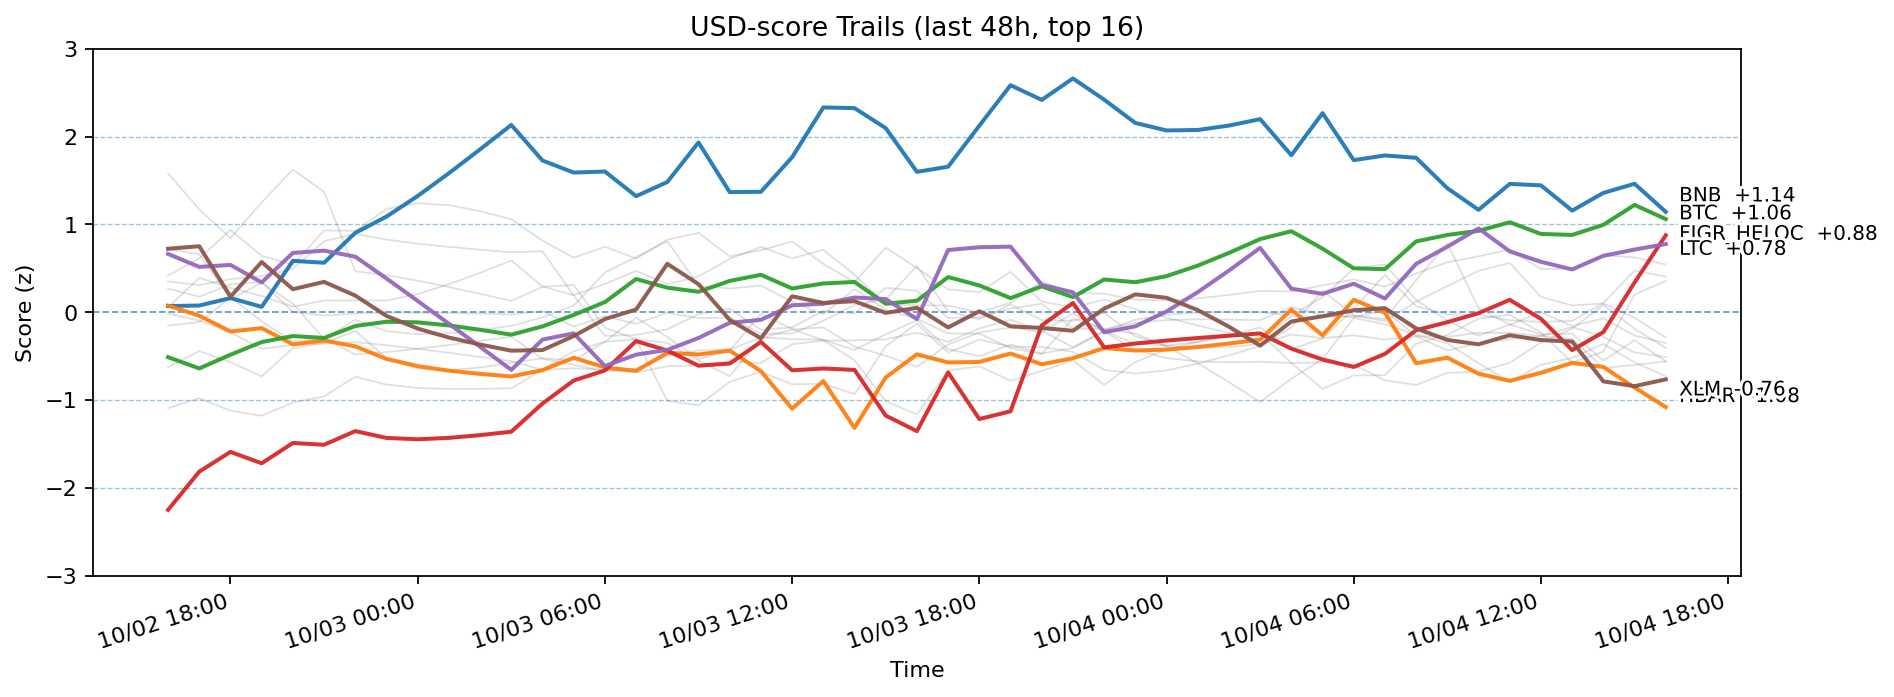 USD-score Trails (last 48h, top 16)
3
2
1
0
−1
−2
−3
Score (z)
BNB +1.14
BTC +1.06
FIGR_HELOC +0.88
LTC +0.78
XLM -0.76
10/02 18:00
10/03 00:00
10/03 06:00
10/03 12:00
10/03 18:00
10/04 00:00
10/04 06:00
10/04 12:00
10/04 18:00
Time